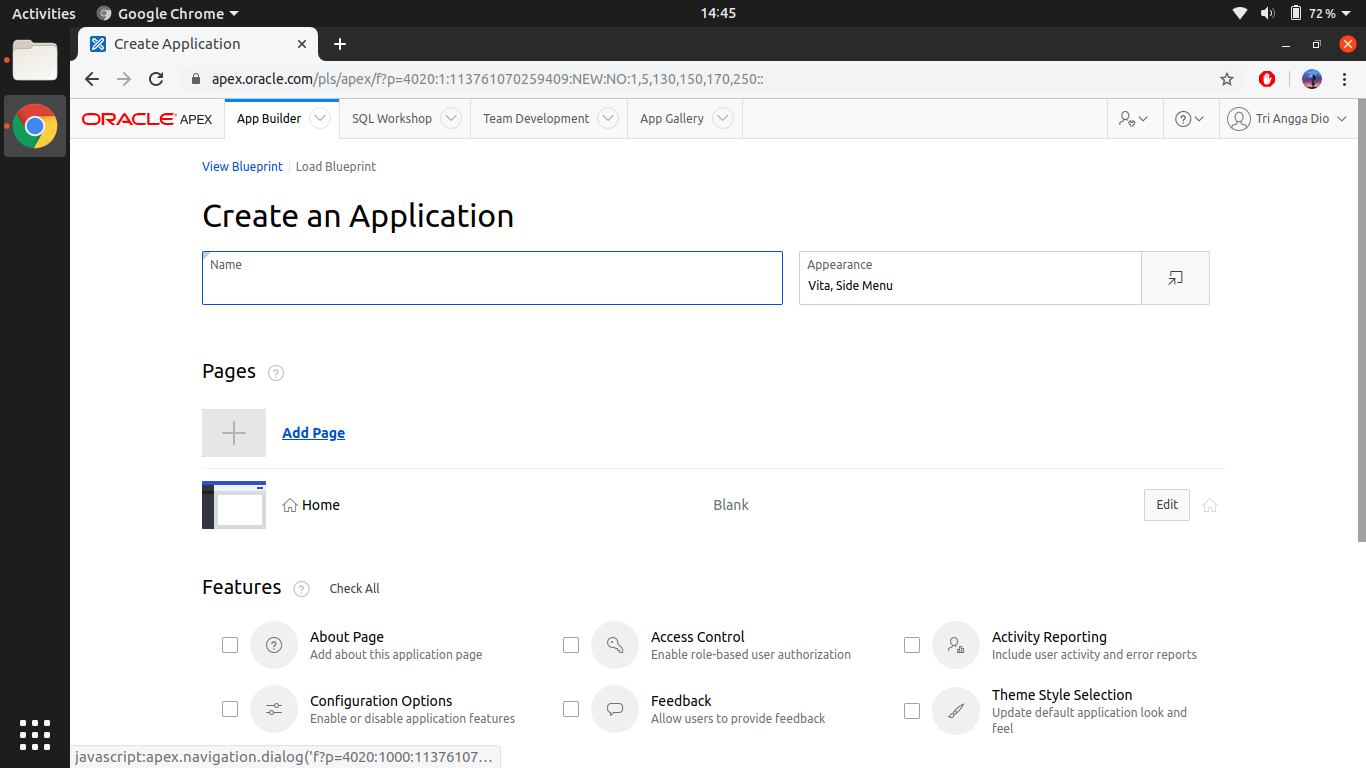 Activities Google Chrome 14:45 72 %
Create Application
apex.oracle.com/pls/apex/f?p=4020:1:113761070259409:NEW:NO:1,5,130,150,170,250::
ORACLE APEX App Builder SQL Workshop Team Development App Gallery Tri Angga Dio
View Blueprint Load Blueprint
Create an Application
Name
Appearance
Vita, Side Menu
Pages ?
Add Page
Home Blank Edit
Features ? Check All
About Page
Add about this application page
Access Control
Enable role-based user authorization
Activity Reporting
Include user activity and error reports
Configuration Options
Enable or disable application features
Feedback
Allow users to provide feedback
Theme Style Selection
Update default application look and
feel
javascript:apex.navigation.dialog('f?p=4020:1000:11376107…